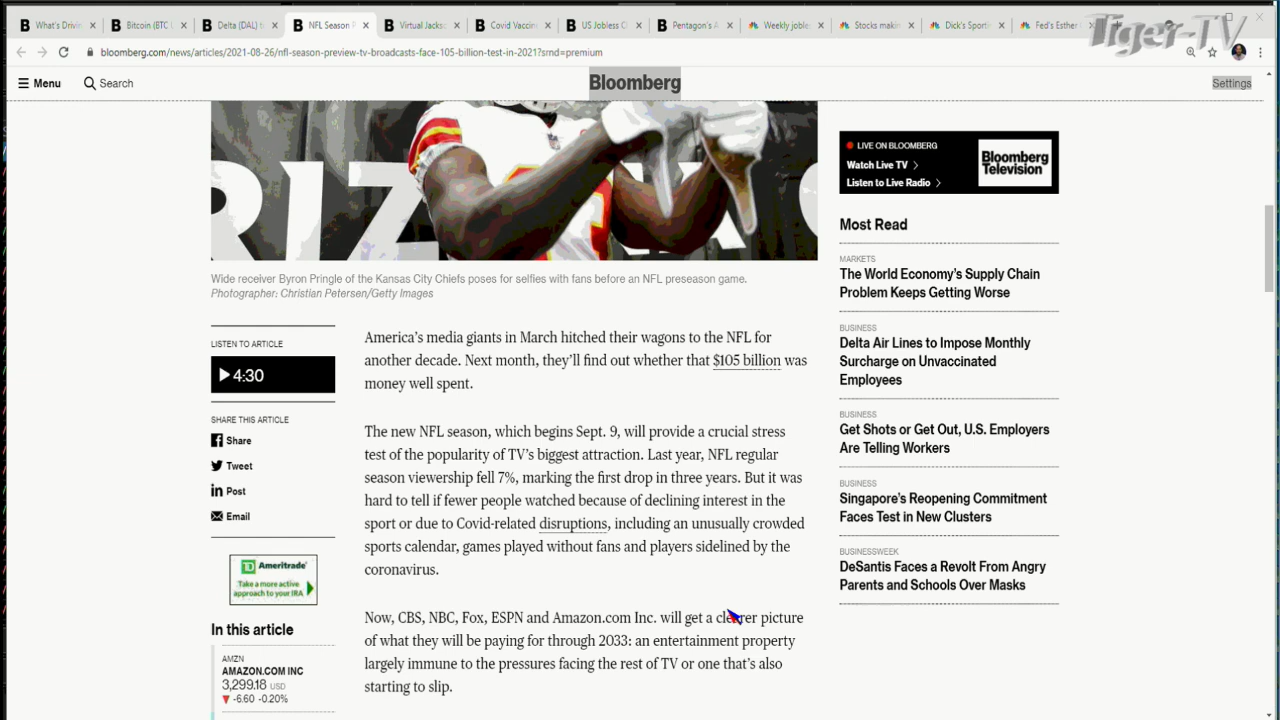 What's Drivin
Bitcoin (BTC
Delta (DAL) t
NFL Season P
Virtual Jacks
Covid Vaccin
US Jobless C
Pentagon's A
Weekly jobles
Stocks makin
Dick's Sporti
Fed's Esther
Tiger-TV
bloomberg.com/news/articles/2021-08-26/nfl-season-preview-tv-broadcasts-face-105-billion-test-in-2021?srnd=premium
Menu
Search
Bloomberg
Settings
RIZ
Wide receiver Byron Pringle of the Kansas City Chiefs poses for selfies with fans before an NFL preseason game.
Photographer: Christian Petersen/Getty Images
LISTEN TO ARTICLE
4:30
SHARE THIS ARTICLE
Share
Tweet
Post
Email
TD Ameritrade
Take a more active
approach to your IRA
In this article
AMZN
AMAZON.COM INC
3,299.18 USD
▼ -6.60 -0.20%
America's media giants in March hitched their wagons to the NFL for
another decade. Next month, they'll find out whether that $105 billion was
money well spent.
The new NFL season, which begins Sept. 9, will provide a crucial stress
test of the popularity of TV's biggest attraction. Last year, NFL regular
season viewership fell 7%, marking the first drop in three years. But it was
hard to tell if fewer people watched because of declining interest in the
sport or due to Covid-related disruptions, including an unusually crowded
sports calendar, games played without fans and players sidelined by the
coronavirus.
Now, CBS, NBC, Fox, ESPN and Amazon.com Inc. will get a clearer picture
of what they will be paying for through 2033: an entertainment property
largely immune to the pressures facing the rest of TV or one that's also
starting to slip.
LIVE ON BLOOMBERG
Watch Live TV
Listen to Live Radio
Bloomberg
Television
Most Read
MARKETS
The World Economy's Supply Chain
Problem Keeps Getting Worse
BUSINESS
Delta Air Lines to Impose Monthly
Surcharge on Unvaccinated
Employees
BUSINESS
Get Shots or Get Out, U.S. Employers
Are Telling Workers
BUSINESS
Singapore's Reopening Commitment
Faces Test in New Clusters
BUSINESSWEEK
DeSantis Faces a Revolt From Angry
Parents and Schools Over Masks